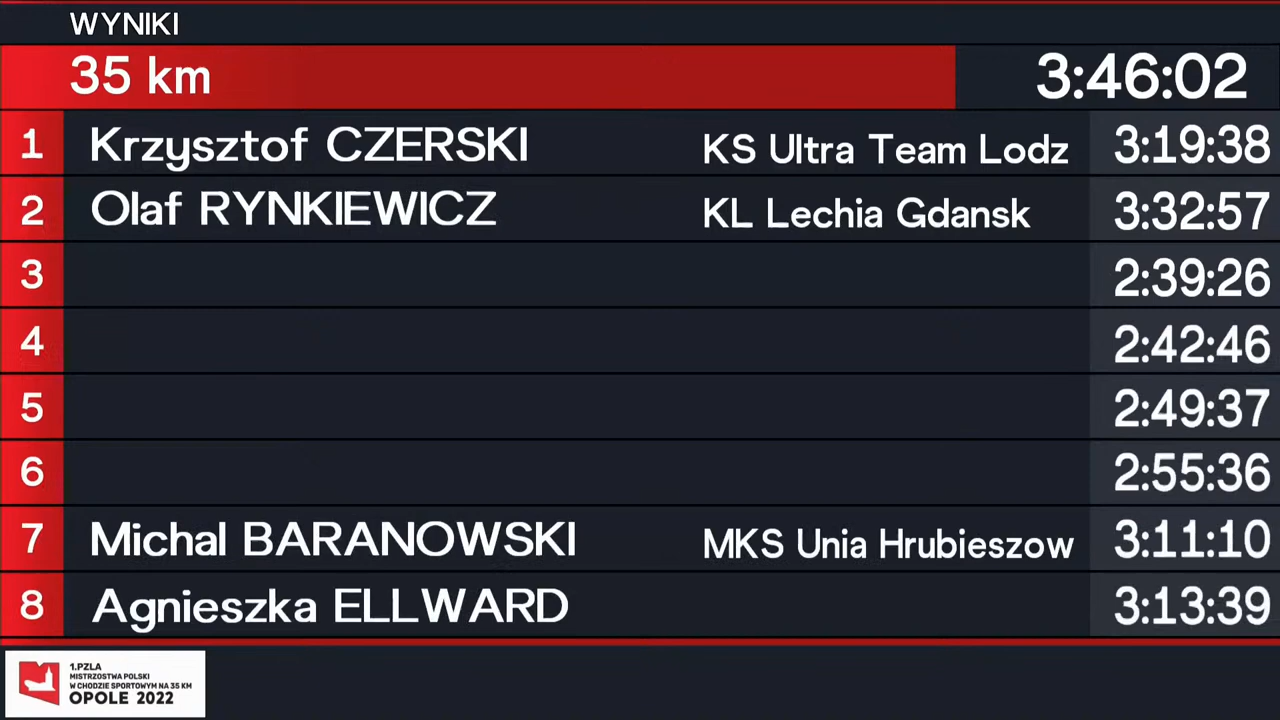 WYNIKI
35 km 3:46:02
1 Krzysztof CZERSKI KS Ultra Team Lodz 3:19:38
2 Olaf RYNKIEWICZ KL Lechia Gdansk 3:32:57
3 2:39:26
4 2:42:46
5 2:49:37
6 2:55:36
7 Michal BARANOWSKI MKS Unia Hrubieszow 3:11:10
8 Agnieszka ELLWARD 3:13:39
1.PZLA
MISTRZOSTWA POLSKI
W CHODZIE SPORTOWYM NA 35 KM
OPOLE 2022